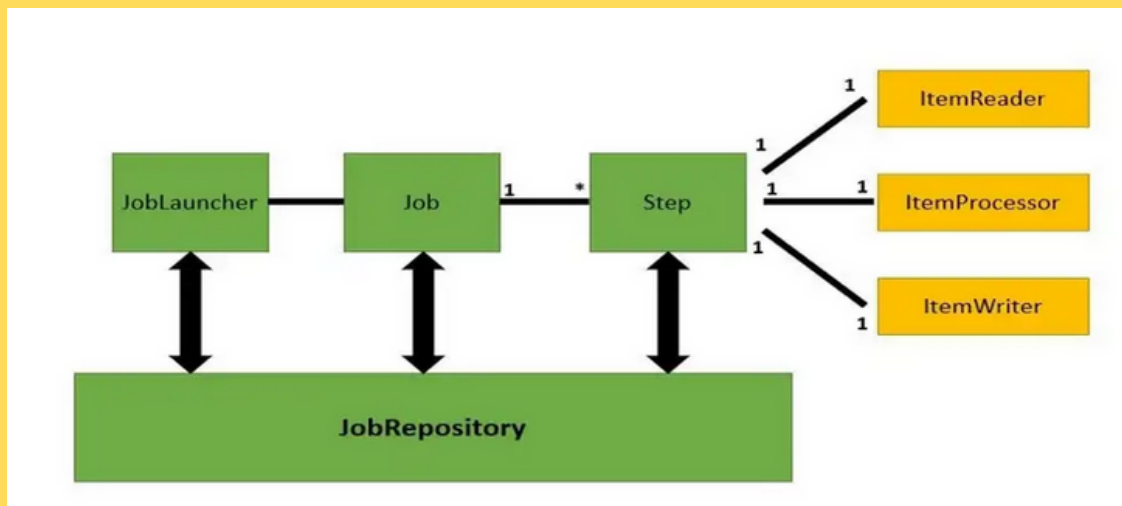 1
ItemReader
1
JobLauncher
Job
1
*
Step
1
1
ItemProcessor
1
ItemWriter
1
JobRepository